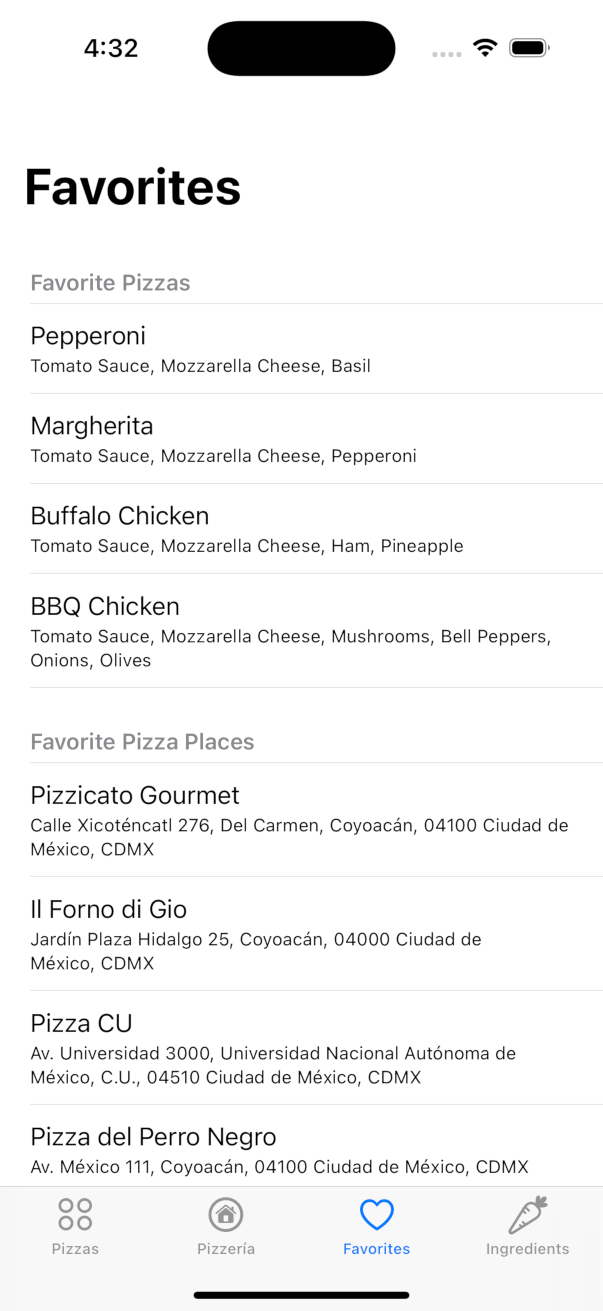 4:32
Favorites
Favorite Pizzas
Pepperoni
Tomato Sauce, Mozzarella Cheese, Basil
Margherita
Tomato Sauce, Mozzarella Cheese, Pepperoni
Buffalo Chicken
Tomato Sauce, Mozzarella Cheese, Ham, Pineapple
BBQ Chicken
Tomato Sauce, Mozzarella Cheese, Mushrooms, Bell Peppers,
Onions, Olives
Favorite Pizza Places
Pizzicato Gourmet
Calle Xicoténcatl 276, Del Carmen, Coyoacán, 04100 Ciudad de
México, CDMX
Il Forno di Gio
Jardín Plaza Hidalgo 25, Coyoacán, 04000 Ciudad de
México, CDMX
Pizza CU
Av. Universidad 3000, Universidad Nacional Autónoma de
México, C.U., 04510 Ciudad de México, CDMX
Pizza del Perro Negro
Av. México 111, Coyoacán, 04100 Ciudad de México, CDMX
Pizzas
Pizzería
Favorites
Ingredients